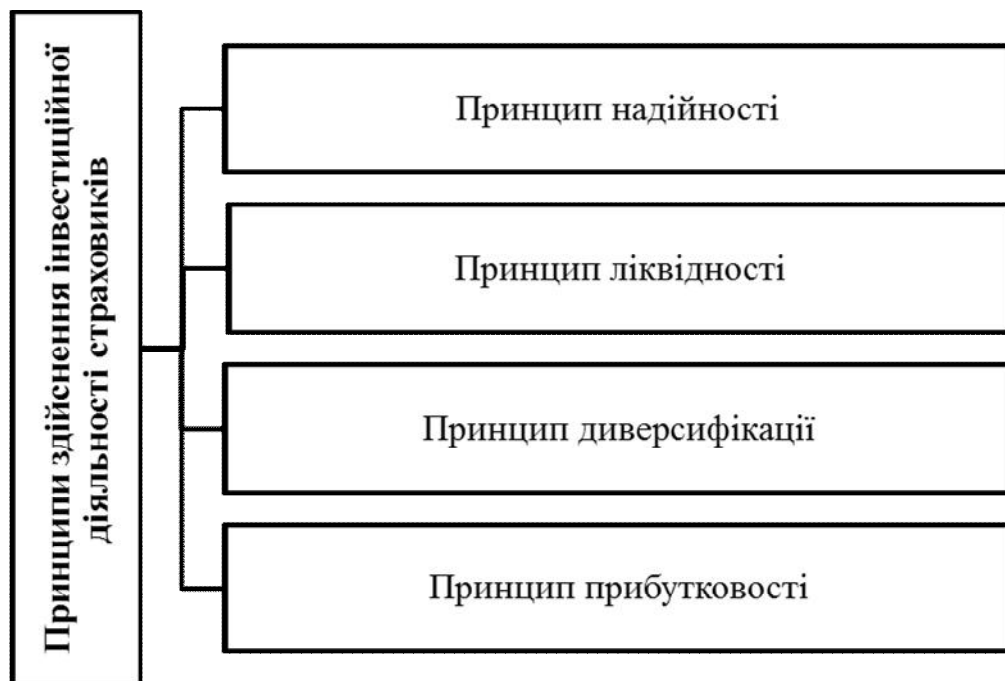 Принципи здійснення інвестиційної
діяльності страховиків
Принцип надійності
Принцип ліквідності
Принцип диверсифікації
Принцип прибутковості